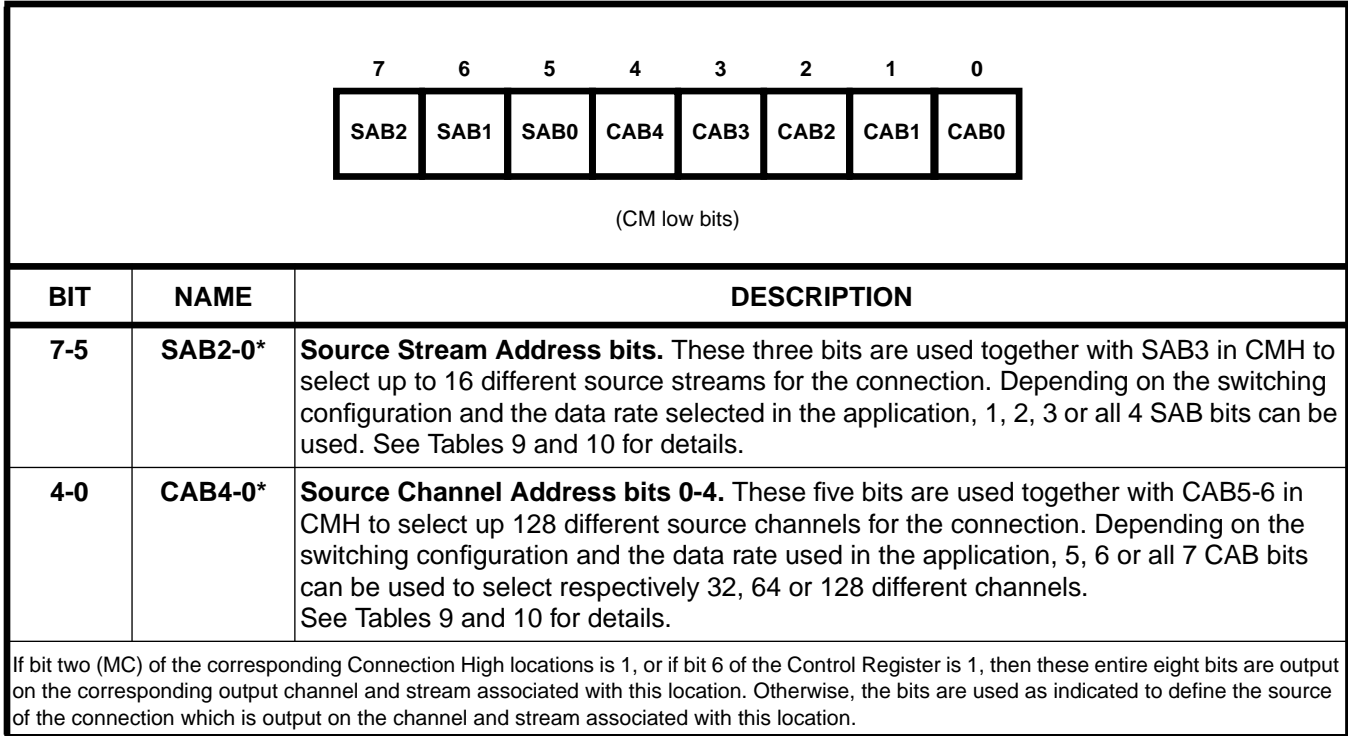 7 6 5 4 3 2 1 0
SAB2 SAB1 SAB0 CAB4 CAB3 CAB2 CAB1 CAB0
(CM low bits)
BIT NAME DESCRIPTION
7-5 SAB2-0* Source Stream Address bits. These three bits are used together with SAB3 in CMH to
select up to 16 different source streams for the connection. Depending on the switching
configuration and the data rate selected in the application, 1, 2, 3 or all 4 SAB bits can be
used. See Tables 9 and 10 for details.
4-0 CAB4-0* Source Channel Address bits 0-4. These five bits are used together with CAB5-6 in
CMH to select up 128 different source channels for the connection. Depending on the
switching configuration and the data rate used in the application, 5, 6 or all 7 CAB bits
can be used to select respectively 32, 64 or 128 different channels.
See Tables 9 and 10 for details.
If bit two (MC) of the corresponding Connection High locations is 1, or if bit 6 of the Control Register is 1, then these entire eight bits are output
on the corresponding output channel and stream associated with this location. Otherwise, the bits are used as indicated to define the source
of the connection which is output on the channel and stream associated with this location.